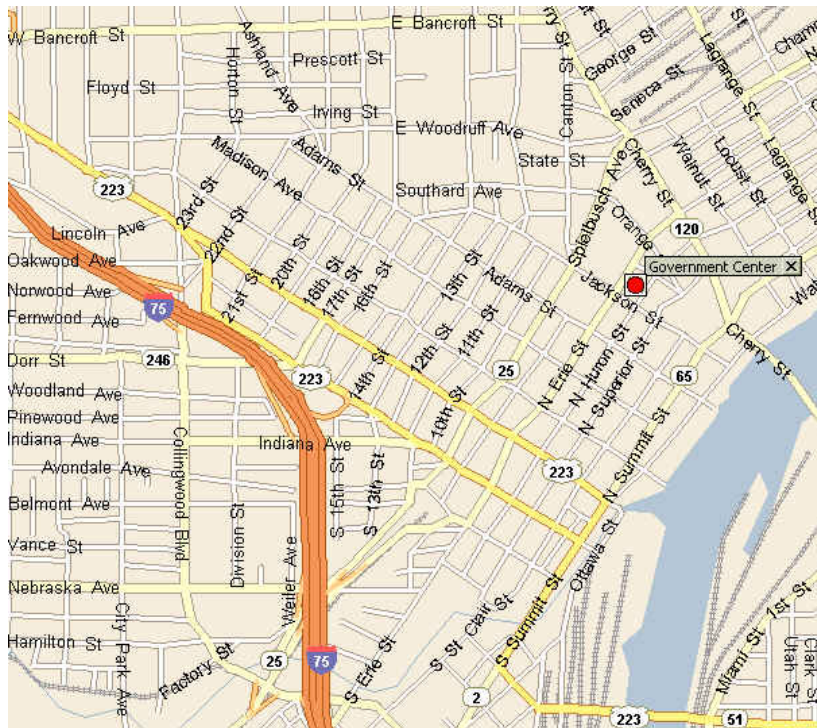 W Bancroft St
E Bancroft St
Cherry St
Lagrange St
George St
Seneca St
Horton St
Ashland Ave
Prescott St
Floyd St
Irving St
Canton St
E Woodruff Ave
State St
Madison Ave
Adams St
Southard Ave
Spielbusch Ave
Cherry St
Walnut St
Locust St
Lagrange St
223
23rd St
22nd St
Lincoln Ave
Oakwood Ave
Norwood Ave
Fernwood Ave
20th St
21st St
18th St
17th St
16th St
13th St
Adams St
Orange
120
Government Center
Jackson St
75
Dorr St
246
223
14th St
12th St
11th St
10th St
25
N Erie St
N Huron St
N Superior St
65
Cherry St
Woodland Ave
Pinewood Ave
Indiana Ave
Indiana Ave
Avondale Ave
Collingwood Blvd
S 15th St
S 13th St
223
N Summit St
Belmont Ave
Division St
Vance St
Weiler Ave
Ottawa St
Nebraska Ave
City Park Ave
Hamilton St
Factory St
25
75
S Erie St
S St Clair St
S Summit St
2
Miami St
1st St
Utah St
Clark St
223
51